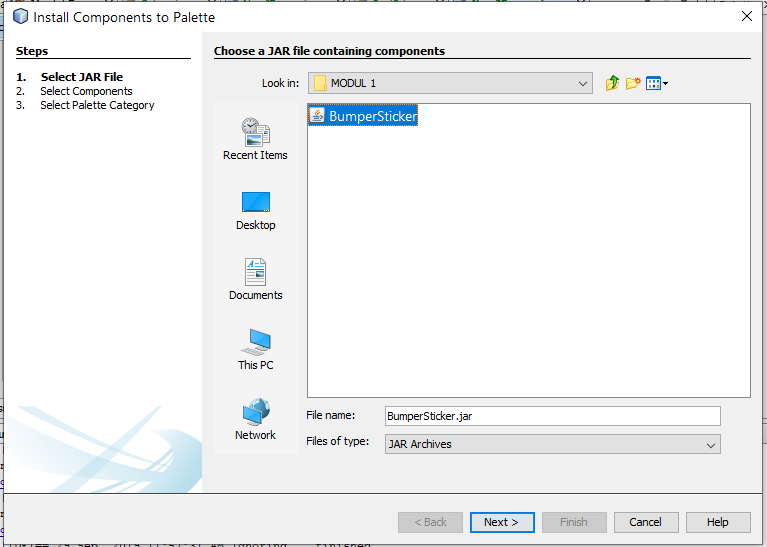 Install Components to Palette
Steps
1. Select JAR File
2. Select Components
3. Select Palette Category
Choose a JAR file containing components
Look in: MODUL 1
BumperSticker
Recent Items
Desktop
Documents
This PC
Network
File name: BumperSticker.jar
Files of type: JAR Archives
< Back Next > Finish Cancel Help